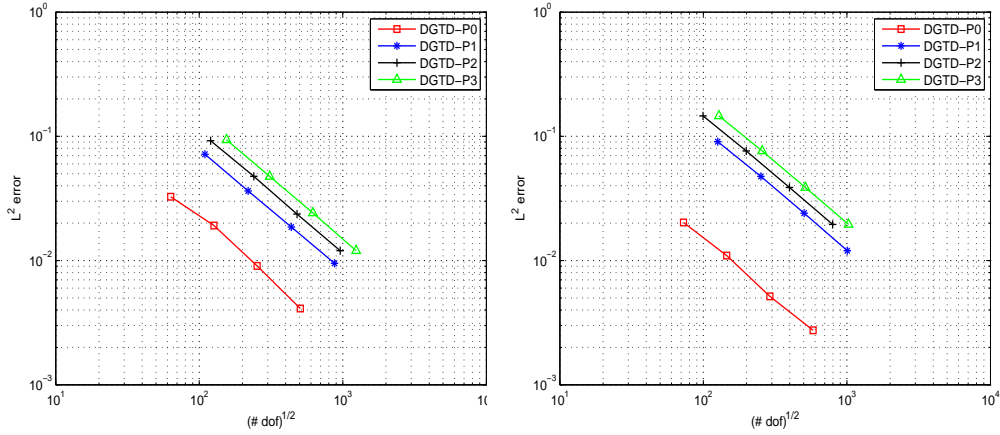 10^0
10^-1
10^-2
10^-3
L^2 error
10^1
10^2
10^3
(# dof)^1/2
DGTD-P0
DGTD-P1
DGTD-P2
DGTD-P3
10^0
10^-1
10^-2
10^-3
L^2 error
10^1
10^2
10^3
10^4
(# dof)^1/2
DGTD-P0
DGTD-P1
DGTD-P2
DGTD-P3